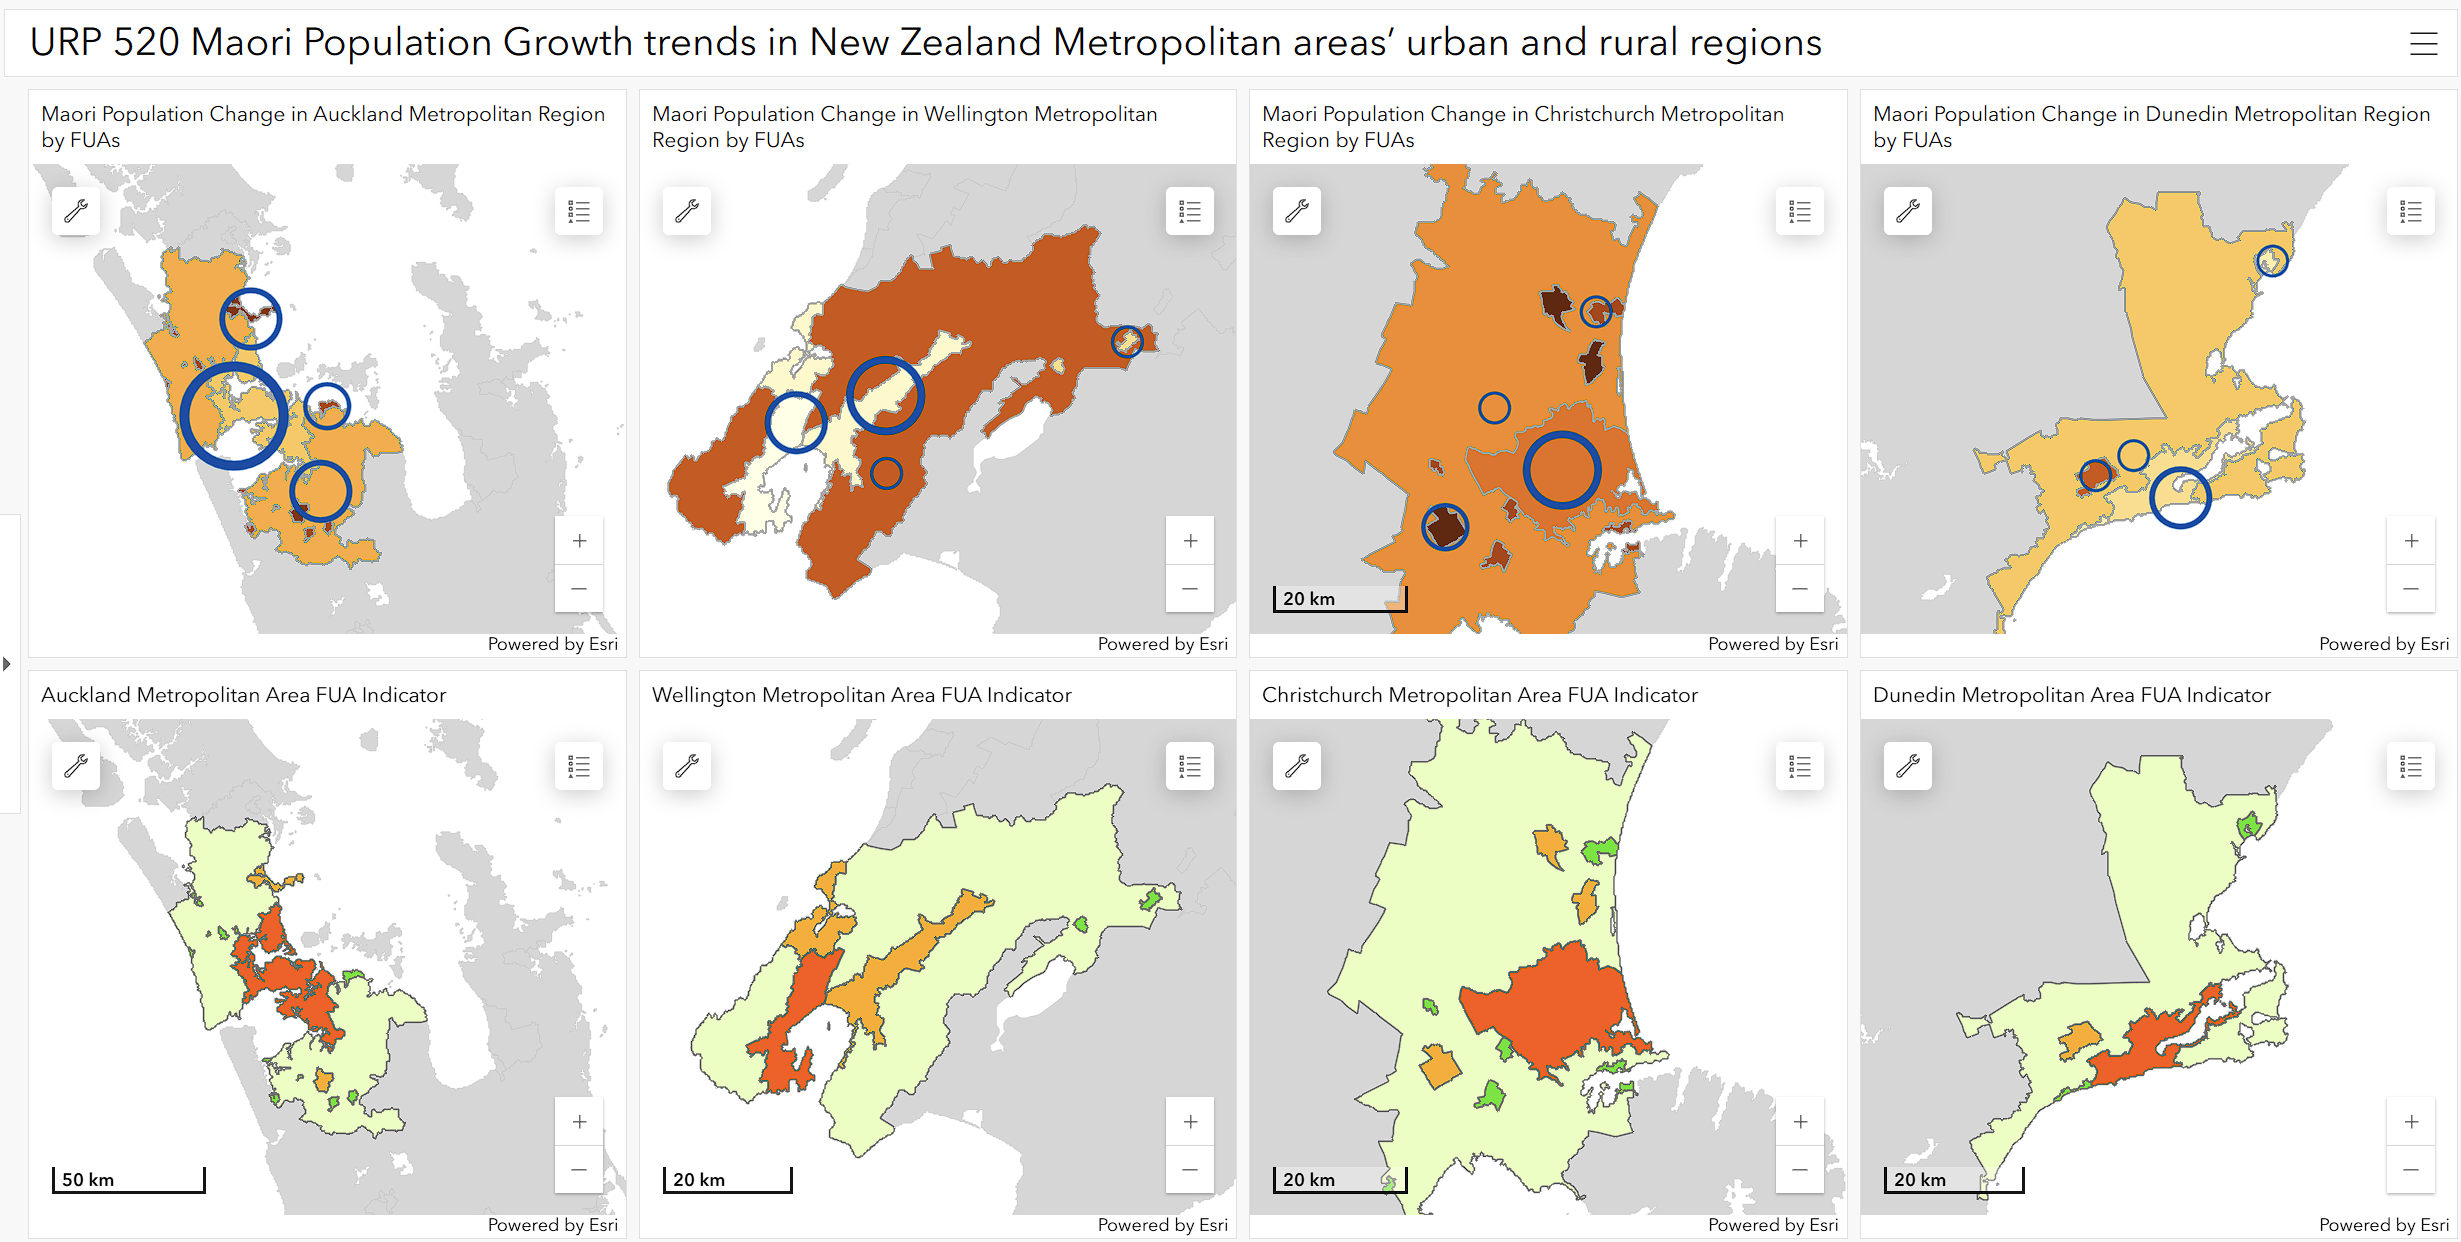 URP 520 Maori Population Growth trends in New Zealand Metropolitan areas’ urban and rural regions
Maori Population Change in Auckland Metropolitan Region
by FUAs
Powered by Esri
Maori Population Change in Wellington Metropolitan
Region by FUAs
Powered by Esri
Maori Population Change in Christchurch Metropolitan
Region by FUAs
20 km
Powered by Esri
Maori Population Change in Dunedin Metropolitan Region
by FUAs
Powered by Esri
Auckland Metropolitan Area FUA Indicator
50 km
Powered by Esri
Wellington Metropolitan Area FUA Indicator
20 km
Powered by Esri
Christchurch Metropolitan Area FUA Indicator
20 km
Powered by Esri
Dunedin Metropolitan Area FUA Indicator
20 km
Powered by Esri